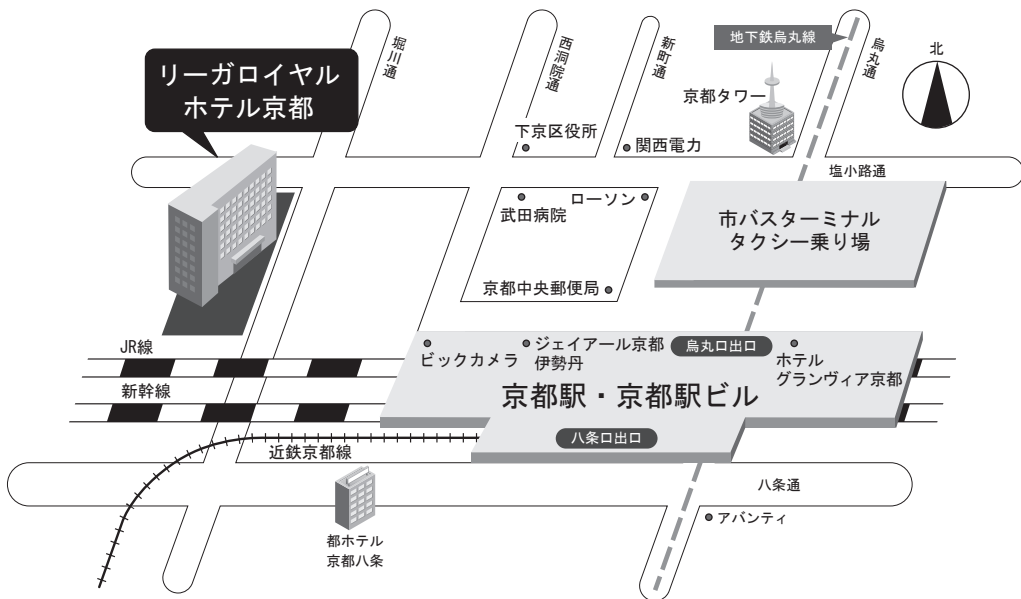 堀川通
西洞院通
新町通
地下鉄烏丸線
烏丸通
北
リーガロイヤル
ホテル京都
京都タワー
下京区役所
関西電力
塩小路通
武田病院
ローソン
市バスターミナル
タクシー乗り場
京都中央郵便局
JR線
ビックカメラ
ジェイアール京都
伊勢丹
烏丸口出口
ホテル
グランヴィア京都
新幹線
京都駅・京都駅ビル
八条口出口
近鉄京都線
八条通
アバンティ
都ホテル
京都八条